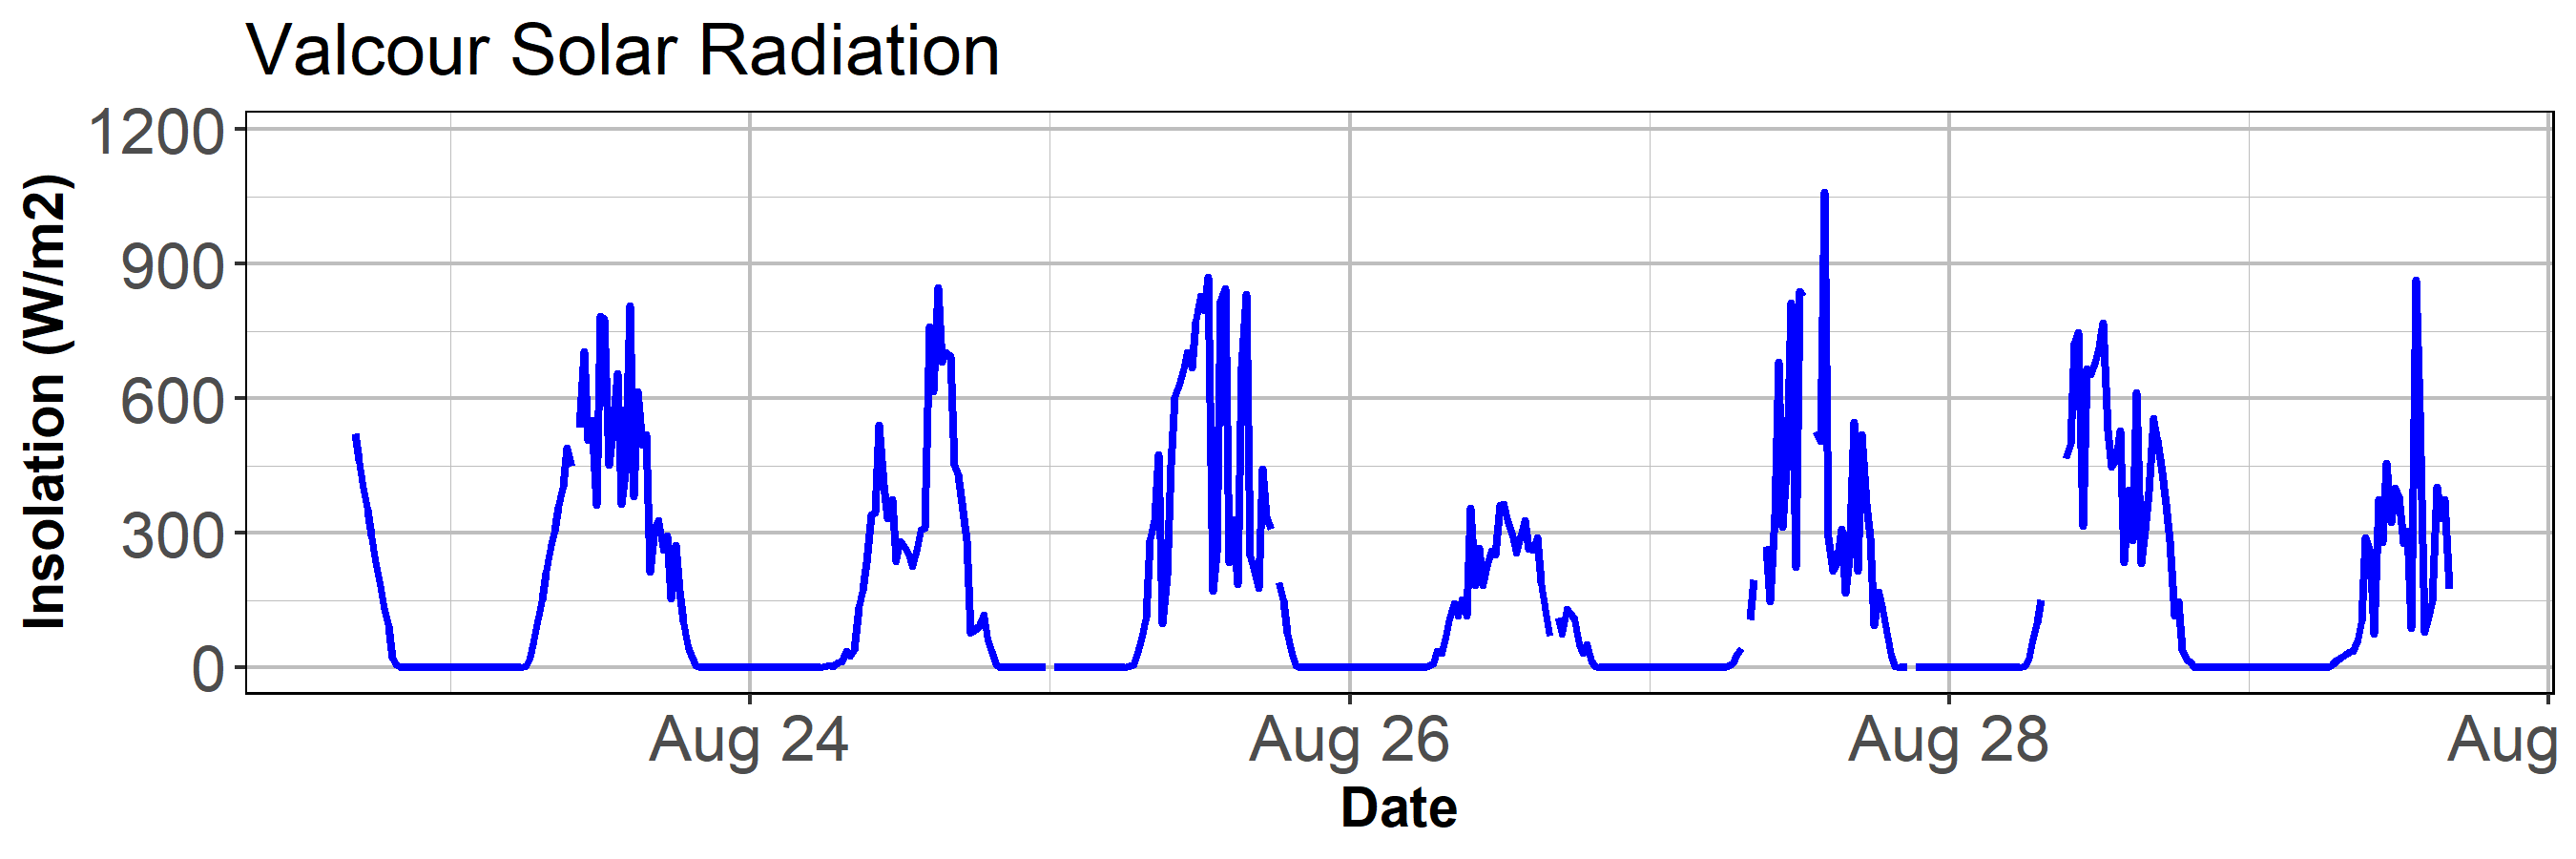 Valcour Solar Radiation
1200
900
600
300
0
Insolation (W/m2)
Aug 24
Aug 26
Aug 28
Aug
Date